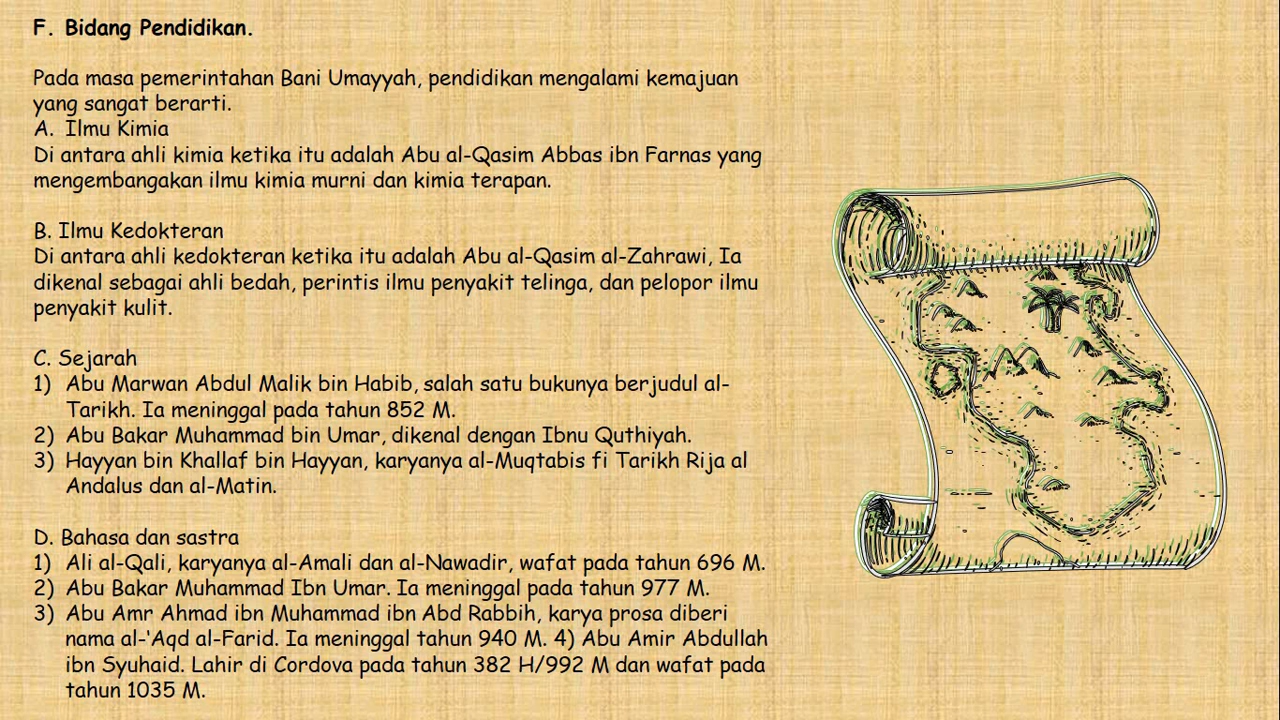 F. Bidang Pendidikan.
Pada masa pemerintahan Bani Umayyah, pendidikan mengalami kemajuan
yang sangat berarti.
A. Ilmu Kimia
Di antara ahli kimia ketika itu adalah Abu al-Qasim Abbas ibn Farnas yang
mengembangakan ilmu kimia murni dan kimia terapan.
B. Ilmu Kedokteran
Di antara ahli kedokteran ketika itu adalah Abu al-Qasim al-Zahrawi, Ia
dikenal sebagai ahli bedah, perintis ilmu penyakit telinga, dan pelopor ilmu
penyakit kulit.
C. Sejarah
1) Abu Marwan Abdul Malik bin Habib, salah satu bukunya berjudul al-
Tarikh. Ia meninggal pada tahun 852 M.
2) Abu Bakar Muhammad bin Umar, dikenal dengan Ibnu Quthiyah.
3) Hayyan bin Khallaf bin Hayyan, karyanya al-Muqtabis fi Tarikh Rija al
Andalus dan al-Matin.
D. Bahasa dan sastra
1) Ali al-Qali, karyanya al-Amali dan al-Nawadir, wafat pada tahun 696 M.
2) Abu Bakar Muhammad Ibn Umar. Ia meninggal pada tahun 977 M.
3) Abu Amr Ahmad ibn Muhammad ibn Abd Rabbih, karya prosa diberi
nama al-'Aqd al-Farid. Ia meninggal tahun 940 M. 4) Abu Amir Abdullah
ibn Syuhaid. Lahir di Cordova pada tahun 382 H/992 M dan wafat pada
tahun 1035 M.